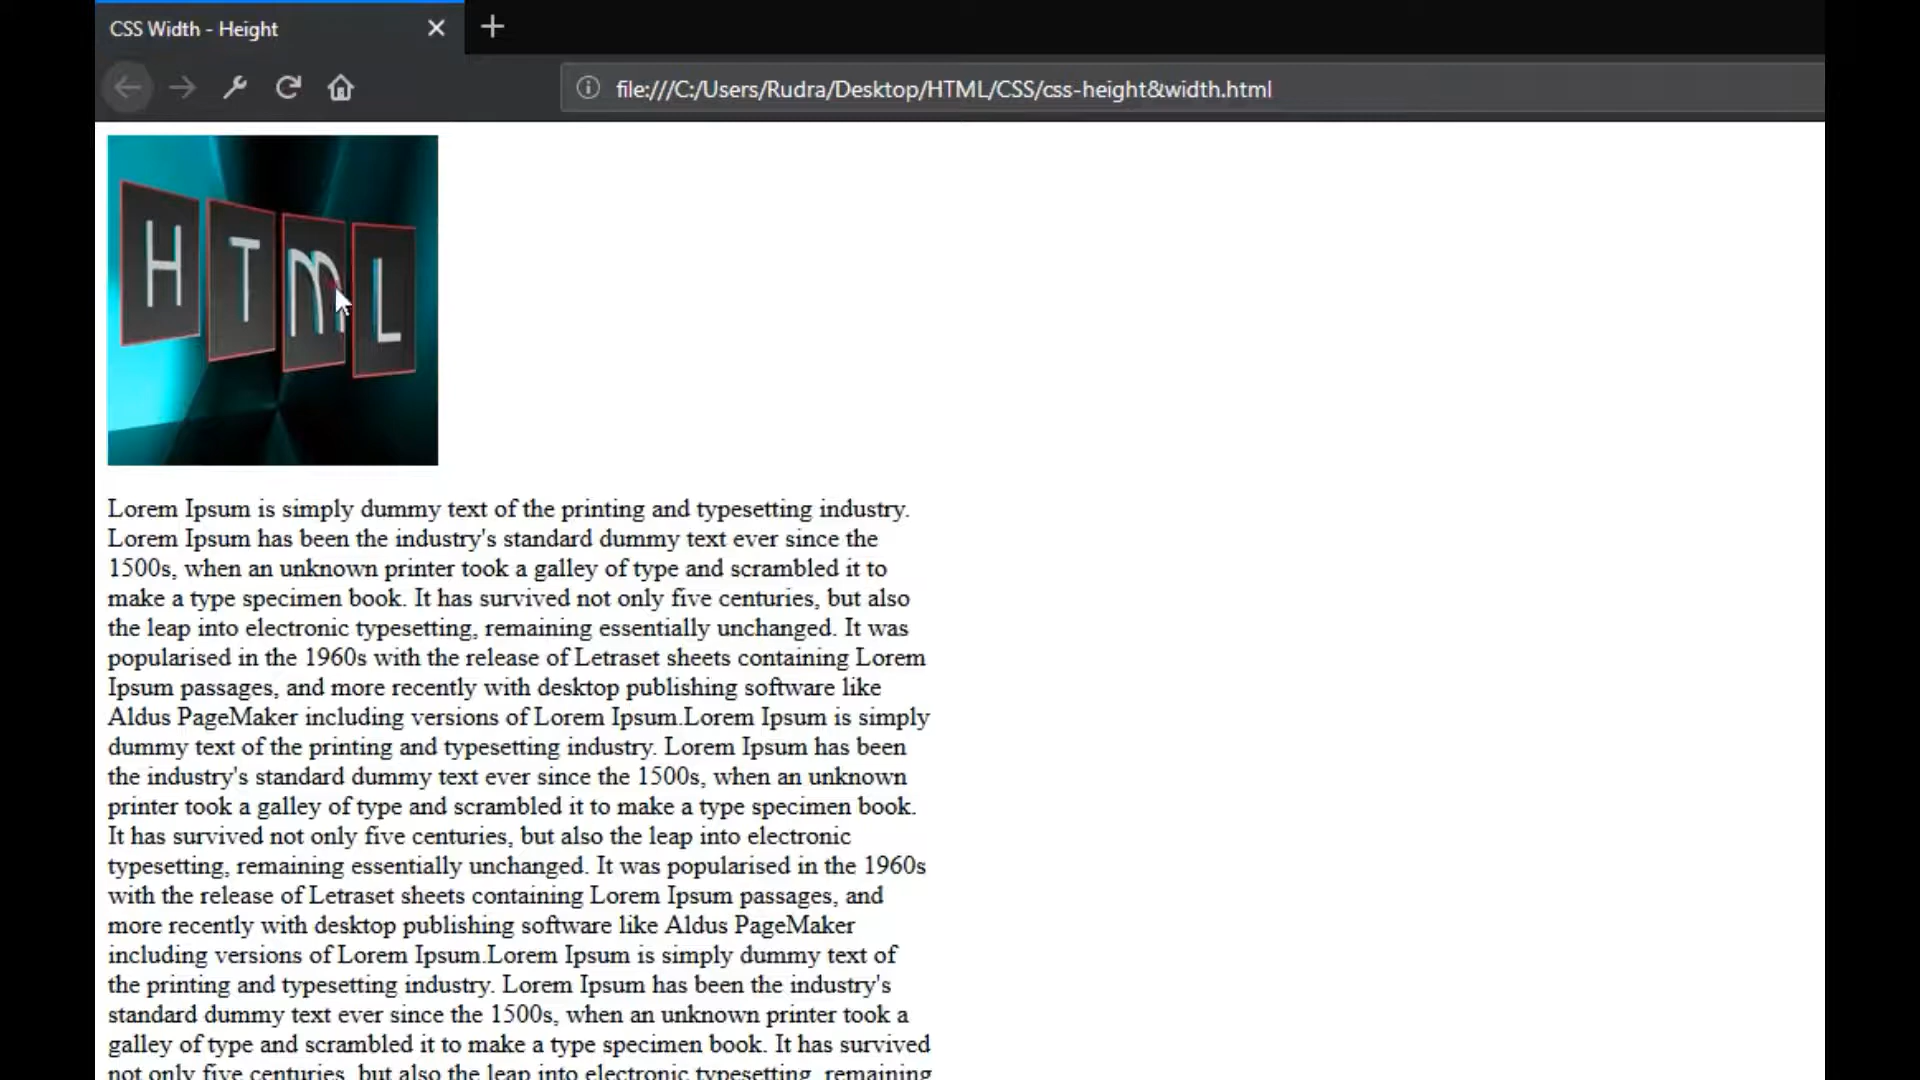 CSS Width - Height
file:///C:/Users/Rudra/Desktop/HTML/CSS/css-height&width.html
HTmL
Lorem Ipsum is simply dummy text of the printing and typesetting industry.
Lorem Ipsum has been the industry's standard dummy text ever since the
1500s, when an unknown printer took a galley of type and scrambled it to
make a type specimen book. It has survived not only five centuries, but also
the leap into electronic typesetting, remaining essentially unchanged. It was
popularised in the 1960s with the release of Letraset sheets containing Lorem
Ipsum passages, and more recently with desktop publishing software like
Aldus PageMaker including versions of Lorem Ipsum.Lorem Ipsum is simply
dummy text of the printing and typesetting industry. Lorem Ipsum has been
the industry's standard dummy text ever since the 1500s, when an unknown
printer took a galley of type and scrambled it to make a type specimen book.
It has survived not only five centuries, but also the leap into electronic
typesetting, remaining essentially unchanged. It was popularised in the 1960s
with the release of Letraset sheets containing Lorem Ipsum passages, and
more recently with desktop publishing software like Aldus PageMaker
including versions of Lorem Ipsum.Lorem Ipsum is simply dummy text of
the printing and typesetting industry. Lorem Ipsum has been the industry's
standard dummy text ever since the 1500s, when an unknown printer took a
galley of type and scrambled it to make a type specimen book. It has survived
not only five centuries, but also the leap into electronic typesetting, remaining